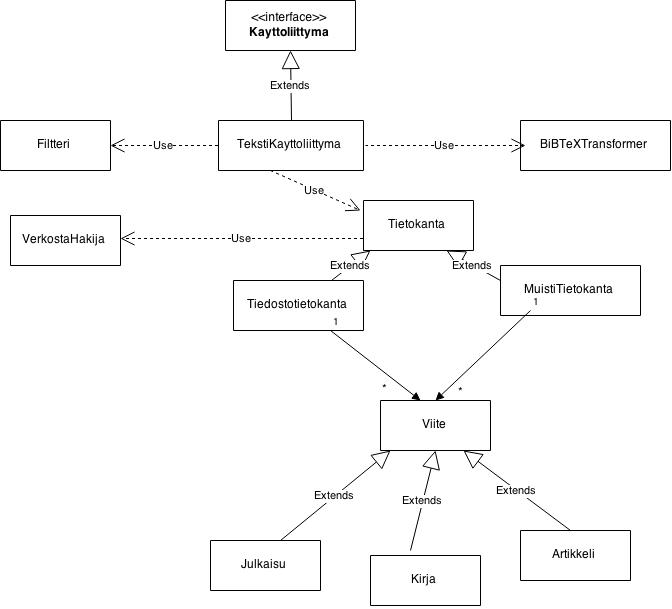 <<interface>>
Kayttoliittyma
Extends
Filtteri
Use
TekstiKayttoliittyma
Use
BiBTeXTransformer
Use
Tietokanta
VerkostaHakija
Use
Extends
Extends
Tiedostotietokanta
1
MuistiTietokanta
1
*
*
Viite
Extends
Extends
Extends
Julkaisu
Kirja
Artikkeli